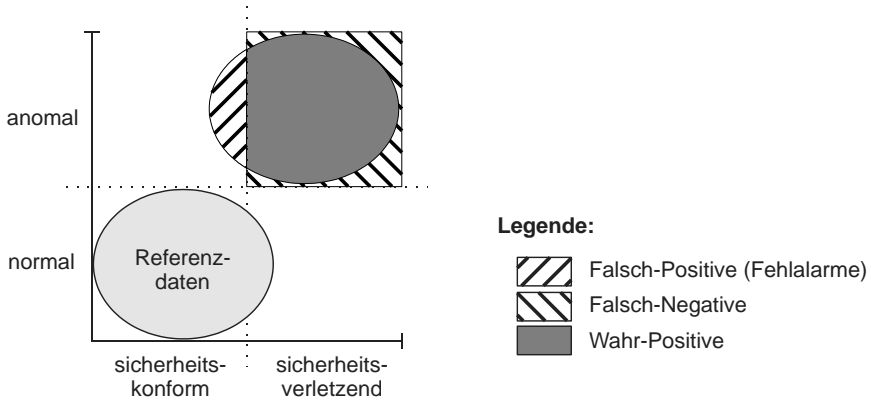 anomal
normal
Referenz-
daten
sicherheits-
konform
sicherheits-
verletzend
Legende:
Falsch-Positive (Fehlalarme)
Falsch-Negative
Wahr-Positive